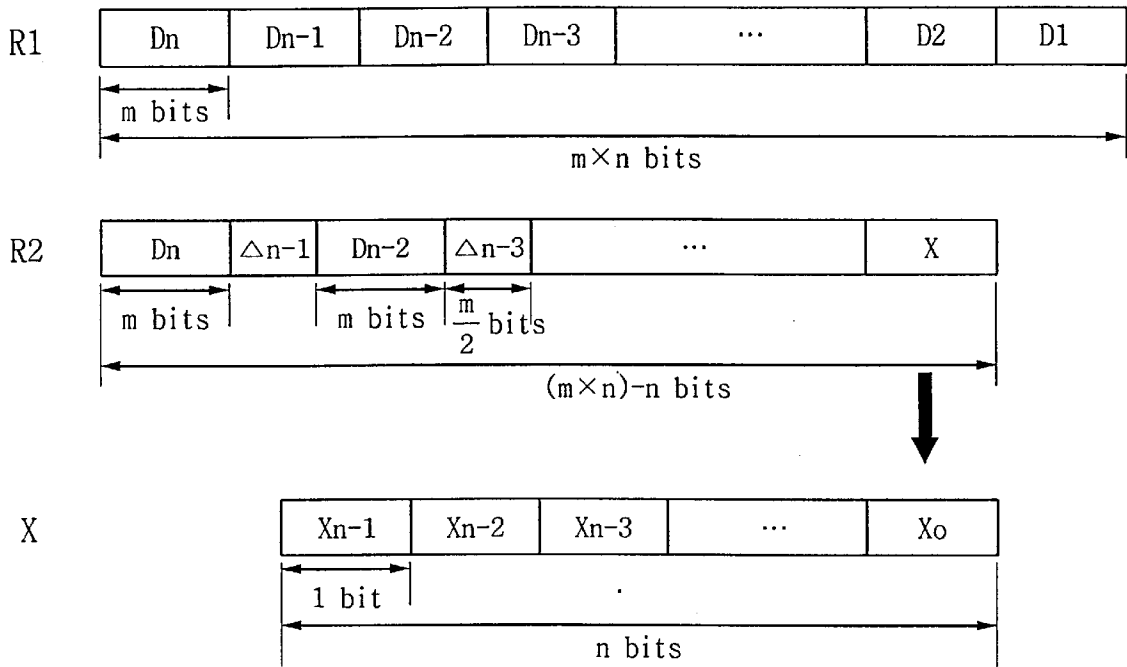 R1 Dn Dn-1 Dn-2 Dn-3 ··· D2 D1
m bits
m×n bits
R2 Dn △n-1 Dn-2 △n-3 ··· X
m bits m bits m/2 bits
(m×n)-n bits
X Xn-1 Xn-2 Xn-3 ··· Xo
1 bit
n bits